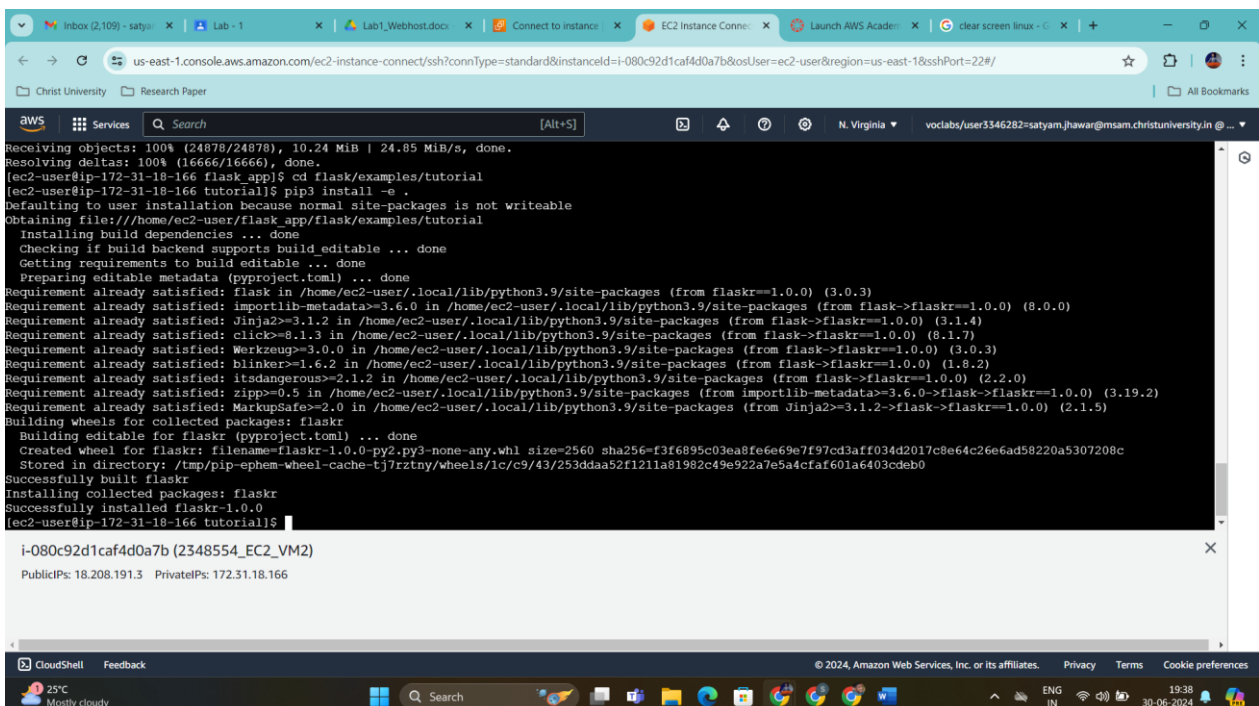 Inbox (2,109) - satya
Lab - 1
Lab1_Webhost.docx -
Connect to instance |
EC2 Instance Connec
Launch AWS Academ
clear screen linux - G
us-east-1.console.aws.amazon.com/ec2-instance-connect/ssh?connType=standard&instanceId=i-080c92d1caf4d0a7b&osUser=ec2-user&region=us-east-1&sshPort=22#/
Christ University
Research Paper
All Bookmarks
aws
Services
Search
[Alt+S]
N. Virginia
voclabs/user3346282=satyam.jhawar@msam.christuniversity.in @ ...
Receiving objects: 100% (24878/24878), 10.24 MiB | 24.85 MiB/s, done.
Resolving deltas: 100% (16666/16666), done.
[ec2-user@ip-172-31-18-166 flask_app]$ cd flask/examples/tutorial
[ec2-user@ip-172-31-18-166 tutorial]$ pip3 install -e .
Defaulting to user installation because normal site-packages is not writeable
Obtaining file:///home/ec2-user/flask_app/flask/examples/tutorial
Installing build dependencies ... done
Checking if build backend supports build_editable ... done
Getting requirements to build editable ... done
Preparing editable metadata (pyproject.toml) ... done
Requirement already satisfied: flask in /home/ec2-user/.local/lib/python3.9/site-packages (from flaskr==1.0.0) (3.0.3)
Requirement already satisfied: importlib-metadata>=3.6.0 in /home/ec2-user/.local/lib/python3.9/site-packages (from flask->flaskr==1.0.0) (8.0.0)
Requirement already satisfied: Jinja2>=3.1.2 in /home/ec2-user/.local/lib/python3.9/site-packages (from flask->flaskr==1.0.0) (3.1.4)
Requirement already satisfied: click>=8.1.3 in /home/ec2-user/.local/lib/python3.9/site-packages (from flask->flaskr==1.0.0) (8.1.7)
Requirement already satisfied: Werkzeug>=3.0.0 in /home/ec2-user/.local/lib/python3.9/site-packages (from flask->flaskr==1.0.0) (3.0.3)
Requirement already satisfied: blinker>=1.6.2 in /home/ec2-user/.local/lib/python3.9/site-packages (from flask->flaskr==1.0.0) (1.8.2)
Requirement already satisfied: itsdangerous>=2.1.2 in /home/ec2-user/.local/lib/python3.9/site-packages (from flask->flaskr==1.0.0) (2.2.0)
Requirement already satisfied: zipp>=0.5 in /home/ec2-user/.local/lib/python3.9/site-packages (from importlib-metadata>=3.6.0->flask->flaskr==1.0.0) (3.19.2)
Requirement already satisfied: MarkupSafe>=2.0 in /home/ec2-user/.local/lib/python3.9/site-packages (from Jinja2>=3.1.2->flask->flaskr==1.0.0) (2.1.5)
Building wheels for collected packages: flaskr
Building editable for flaskr (pyproject.toml) ... done
Created wheel for flaskr: filename=flaskr-1.0.0-py2.py3-none-any.whl size=2560 sha256=f3f6895c03ea8fe6e69e7f97cd3aff034d2017c8e64c26e6ad58220a5307208c
Stored in directory: /tmp/pip-ephem-wheel-cache-tj7rztny/wheels/1c/c9/43/253ddaa52f1211a81982c49e922a7e5a4cfaf601a6403cdeb0
Successfully built flaskr
Installing collected packages: flaskr
Successfully installed flaskr-1.0.0
[ec2-user@ip-172-31-18-166 tutorial]$
i-080c92d1caf4d0a7b (2348554_EC2_VM2)
PublicIPs: 18.208.191.3 PrivateIPs: 172.31.18.166
CloudShell
Feedback
© 2024, Amazon Web Services, Inc. or its affiliates.
Privacy
Terms
Cookie preferences
1
25°C
Mostly cloudy
Search
ENG
IN
19:38
30-06-2024